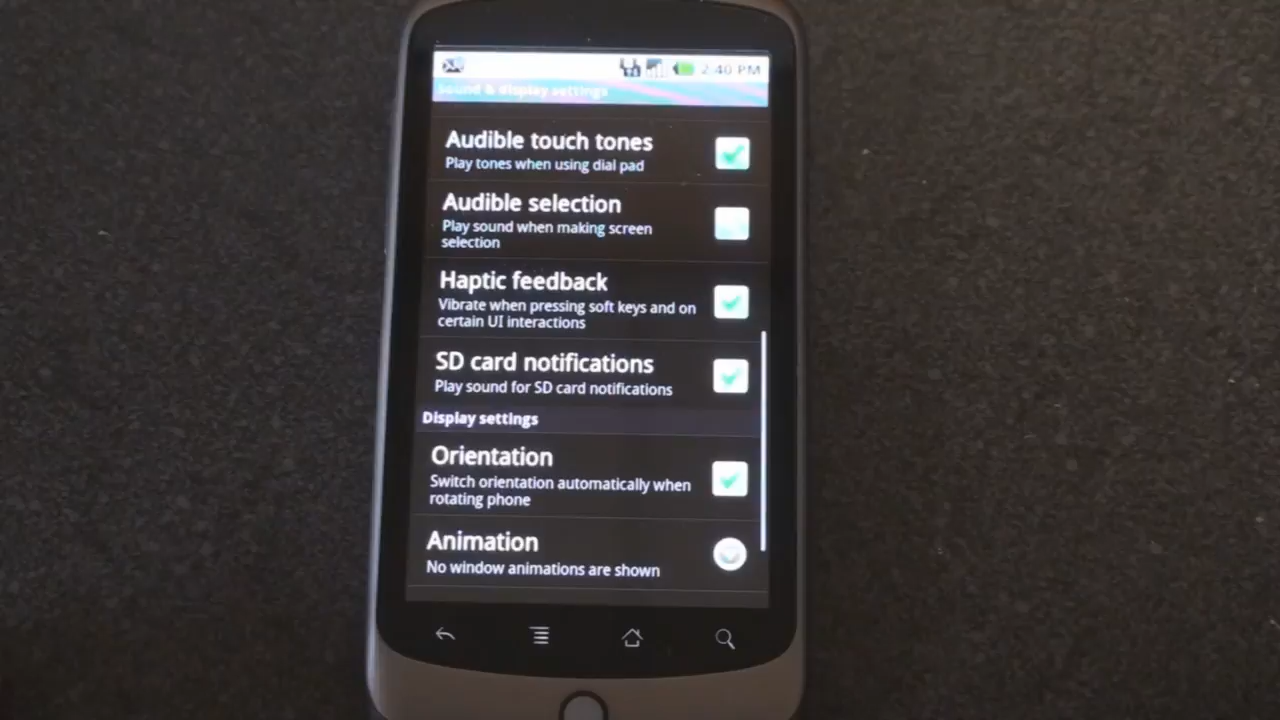 2:40 PM
Sound & display settings
Audible touch tones
Play tones when using dial pad
Audible selection
Play sound when making screen
selection
Haptic feedback
Vibrate when pressing soft keys and on
certain UI interactions
SD card notifications
Play sound for SD card notifications
Display settings
Orientation
Switch orientation automatically when
rotating phone
Animation
No window animations are shown